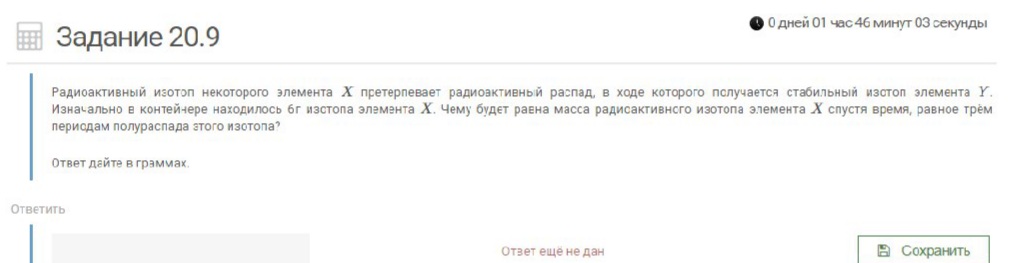 Задание 20.9
0 дней 01 час 46 минут 03 секунды
Радиоактивный изотоп некоторого элемента X претерпевает радиоактивный распад, в ходе которого получается стабильный изотоп элемента Y.
Изначально в контейнере находилось 6г изотопа элемента X. Чему будет равна масса радиоактивного изотопа элемента X спустя время, равное трём
периодам полураспада этого изотопа?
Ответ дайте в граммах.
Ответить
Ответ ещё не дан
Сохранить